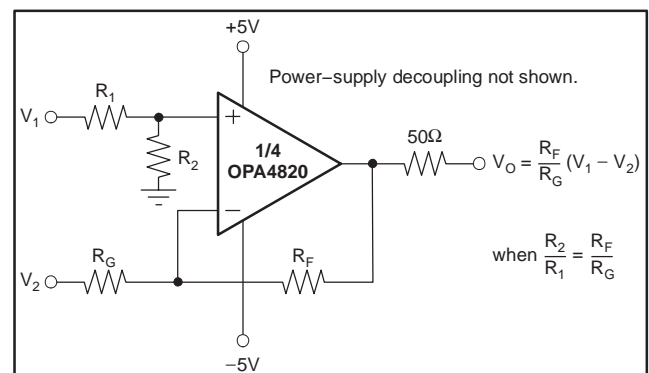 +5V
Power−supply decoupling not shown.
R1
V1
+
R2
1/4
OPA4820
50Ω
VO = RF/RG (V1 − V2)
−
when R2/R1 = RF/RG
RG
RF
V2
−5V